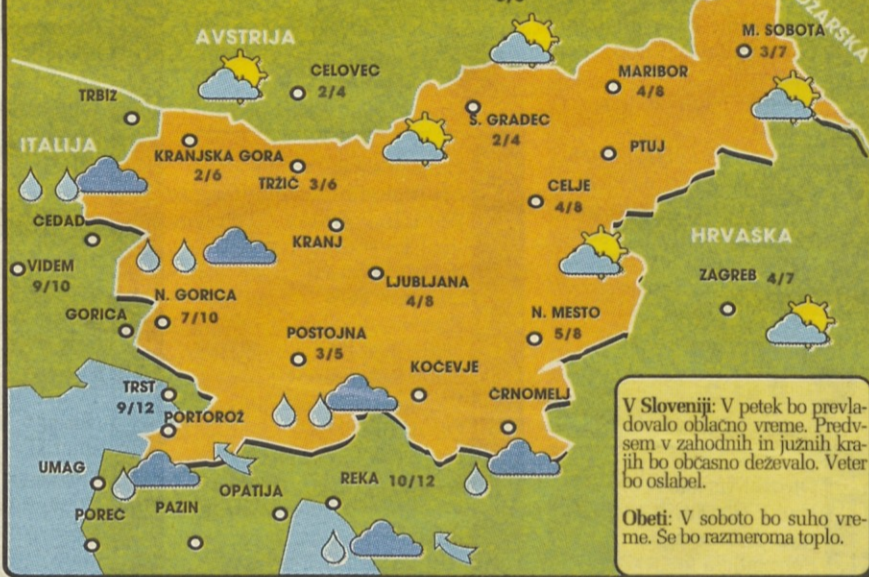 AVSTRIJA
M. SOBOTA
3/7
CELOVEC
2/4
MARIBOR
4/8
TRBIZ
S. GRADEC
2/4
ITALIJA
KRANJSKA GORA
2/6
TRŽIČ 3/6
PTUJ
CELJE
4/8
ČEDAD
KRANJ
HRVAŠKA
VIDEM
9/10
LJUBLJANA
4/8
ZAGREB 4/7
N. GORICA
7/10
GORICA
N. MESTO
5/8
POSTOJNA
3/5
KOČEVJE
TRST
9/12
ČRNOMELJ
PORTOROŽ
V Sloveniji: V petek bo prevla-
dovalo oblačno vreme. Predv-
sem v zahodnih in južnih kra-
jih bo občasno deževalo. Veter
bo oslabel.
UMAG
OPATIJA
REKA 10/12
POREČ
PAZIN
Obeti: V soboto bo suho vre-
me. Še bo razmeroma toplo.